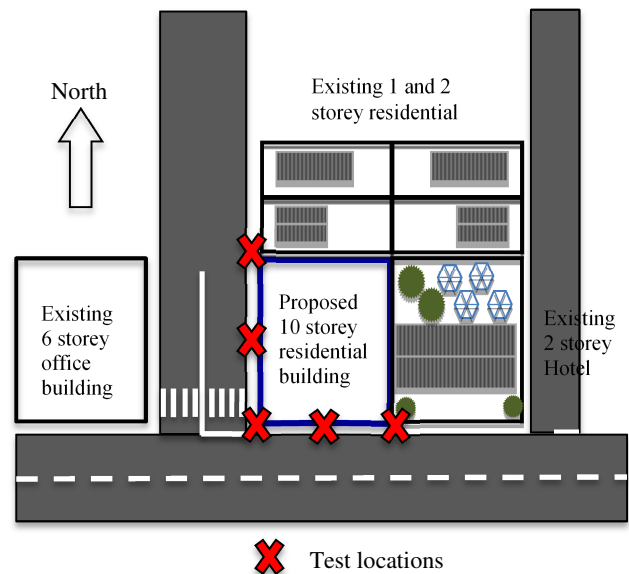 Existing 1 and 2
storey residential
North
Existing
6 storey
office
building
Proposed
10 storey
residential
building
Existing
2 storey
Hotel
Test locations